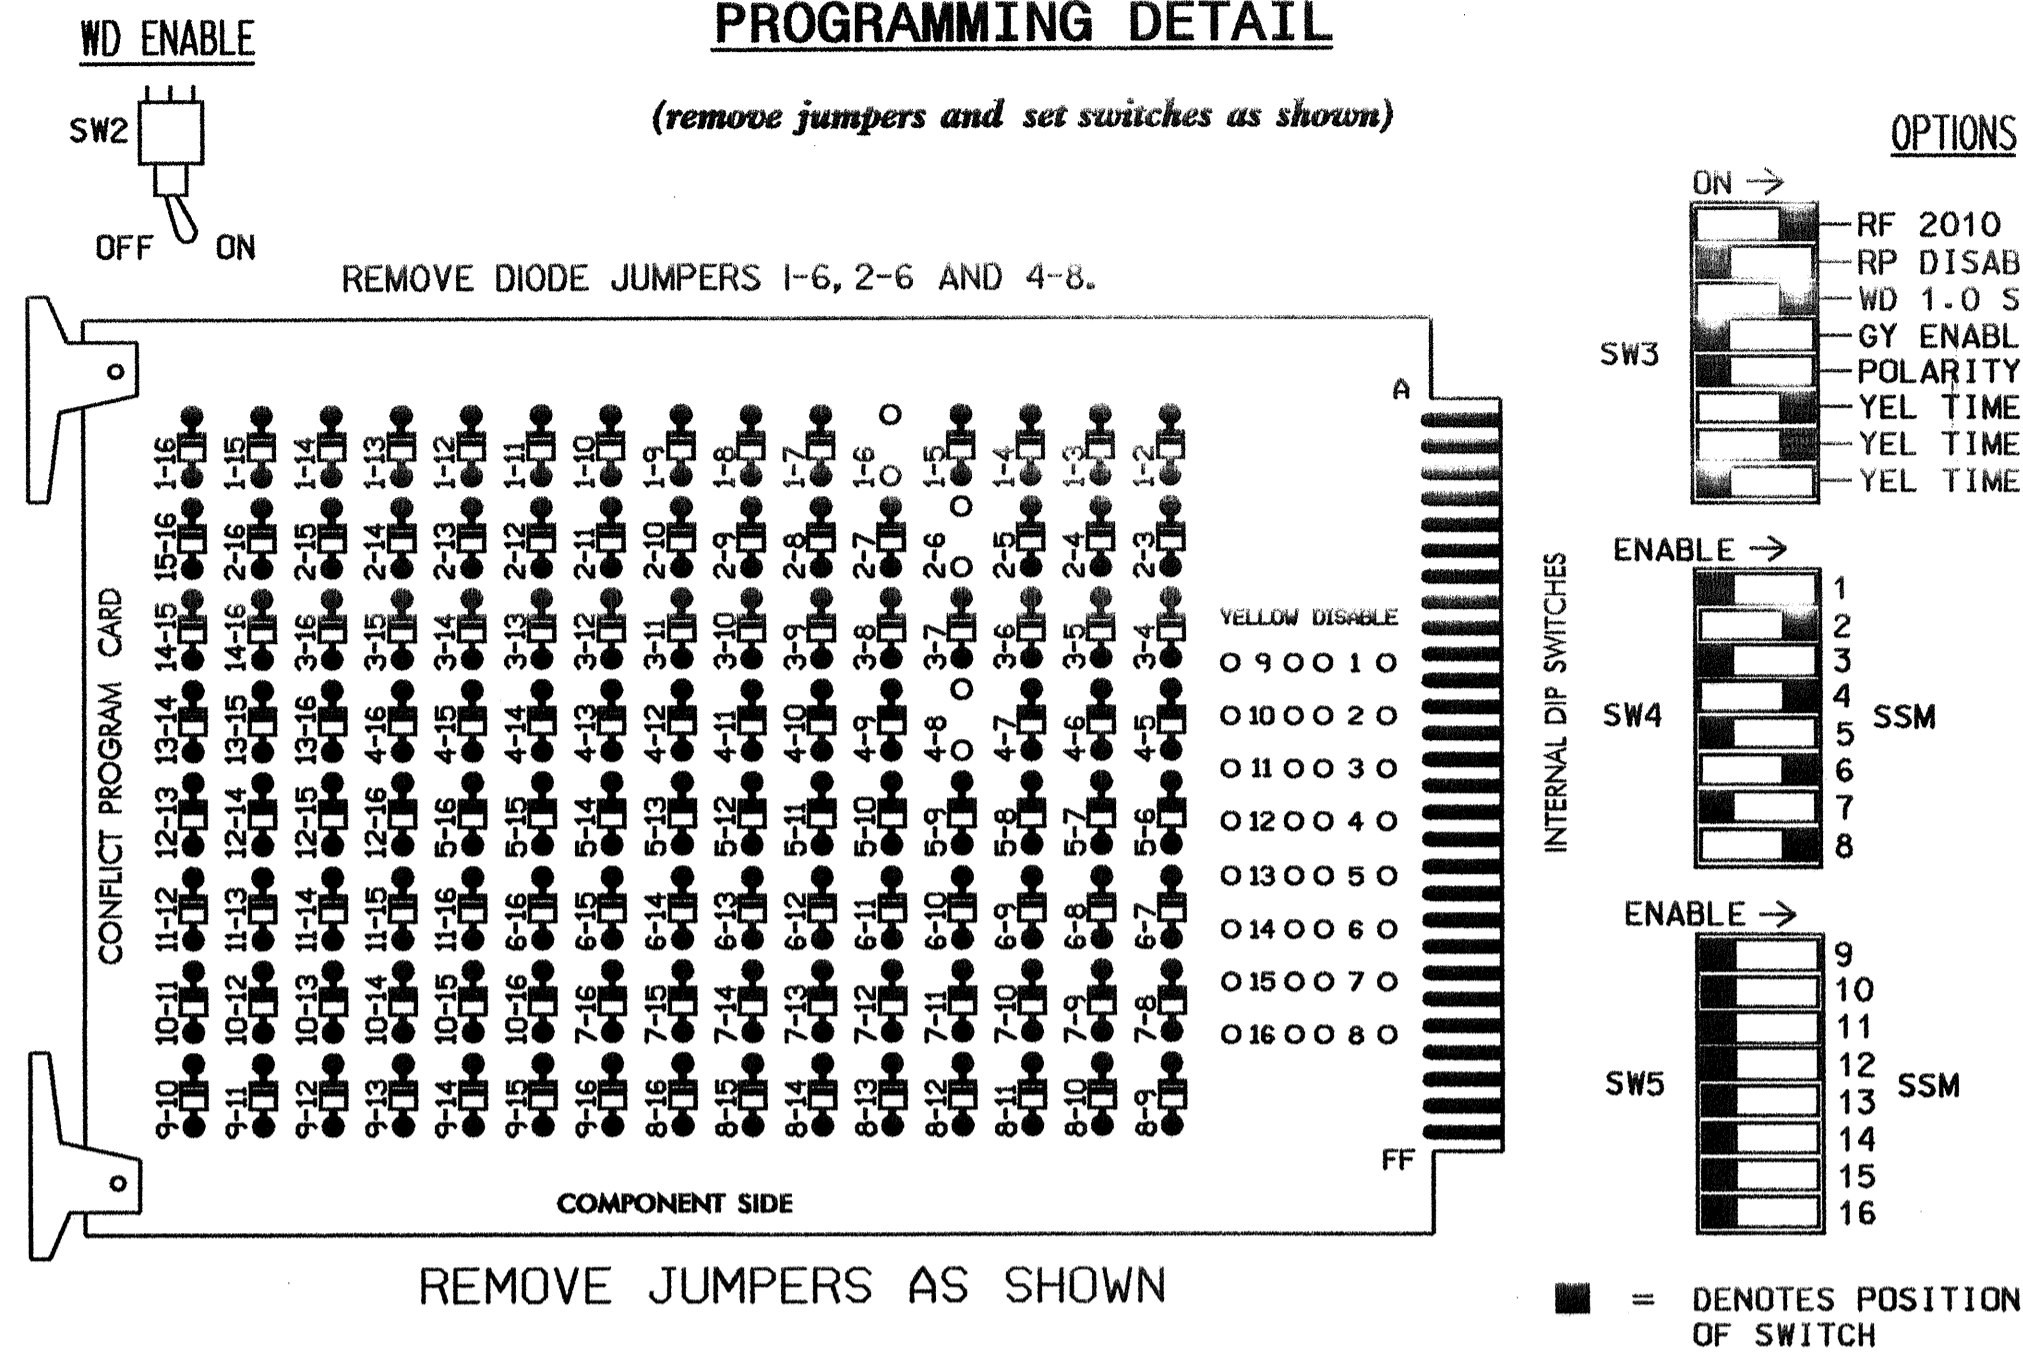 PROGRAMMING DETAIL
WD ENABLE
(remove jumpers and set switches as shown)
SW2
OFF ON
OPTIONS
REMOVE DIODE JUMPERS 1-6, 2-6 AND 4-8.
ON →
RF 2010
RP DISAB
WD 1.0 S
GY ENABL
SW3
POLARITY
YEL TIME
YEL TIME
YEL TIME
A
CONFLICT PROGRAM CARD
1-16 1-15 1-14 1-13 1-12 1-11 1-10 1-9 1-8 1-7 1-6 1-5 1-4 1-3 1-2
15-16 2-16 2-15 2-14 2-13 2-12 2-11 2-10 2-9 2-8 2-7 2-6 2-5 2-4 2-3
14-15 14-16 3-16 3-15 3-14 3-13 3-12 3-11 3-10 3-9 3-8 3-7 3-6 3-5 3-4
13-14 13-15 13-16 4-16 4-15 4-14 4-13 4-12 4-11 4-10 4-9 4-8 4-7 4-6 4-5
12-13 12-14 12-15 12-16 5-16 5-15 5-14 5-13 5-12 5-11 5-10 5-9 5-8 5-7 5-6
11-12 11-13 11-14 11-15 11-16 6-16 6-15 6-14 6-13 6-12 6-11 6-10 6-9 6-8 6-7
10-11 10-12 10-13 10-14 10-15 10-16 7-16 7-15 7-14 7-13 7-12 7-11 7-10 7-9 7-8
9-10 9-11 9-12 9-13 9-14 9-15 9-16 8-16 8-15 8-14 8-13 8-12 8-11 8-10 8-9
YELLOW DISABLE
9 1
10 2
11 3
12 4
13 5
14 6
15 7
16 8
FF
COMPONENT SIDE
REMOVE JUMPERS AS SHOWN
INTERNAL DIP SWITCHES
ENABLE →
1
2
3
4
SW4 SSM
5
6
7
8
ENABLE →
9
10
11
12
SW5 SSM
13
14
15
16
= DENOTES POSITION
OF SWITCH